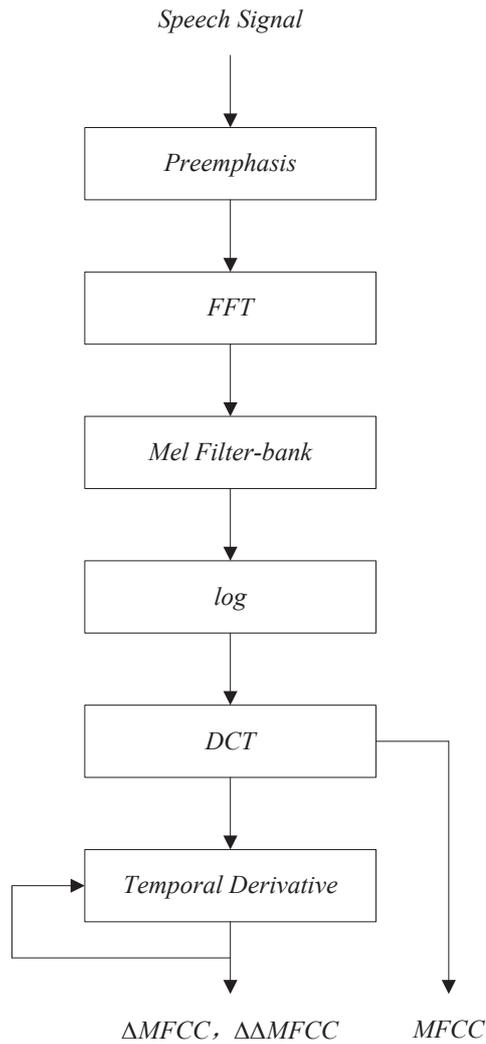 Speech Signal
Preemphasis
FFT
Mel Filter-bank
log
DCT
Temporal Derivative
ΔMFCC，ΔΔMFCC
MFCC